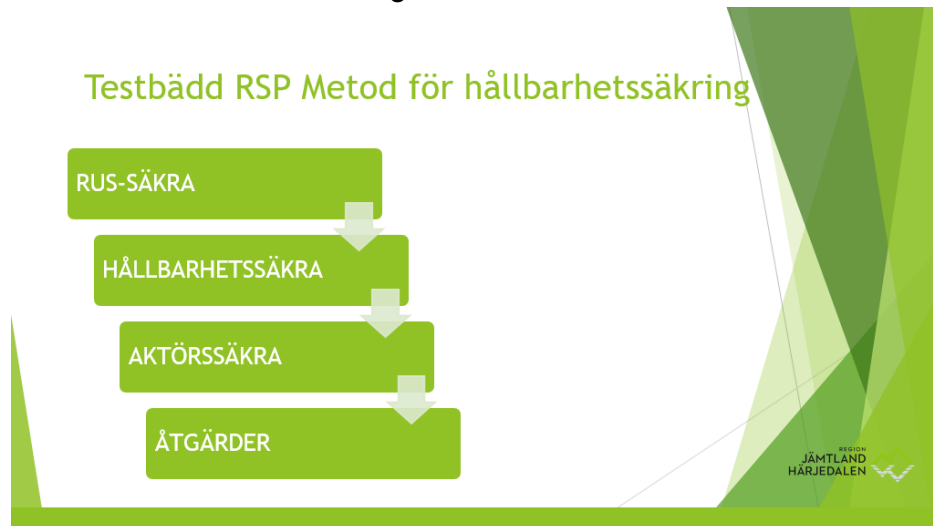 Testbädd RSP Metod för hållbarhetssäkring
RUS-SÄKRA
HÅLLBARHETSSÄKRA
AKTÖRSSÄKRA
ÅTGÄRDER
REGION
JÄMTLAND
HÄRJEDALEN